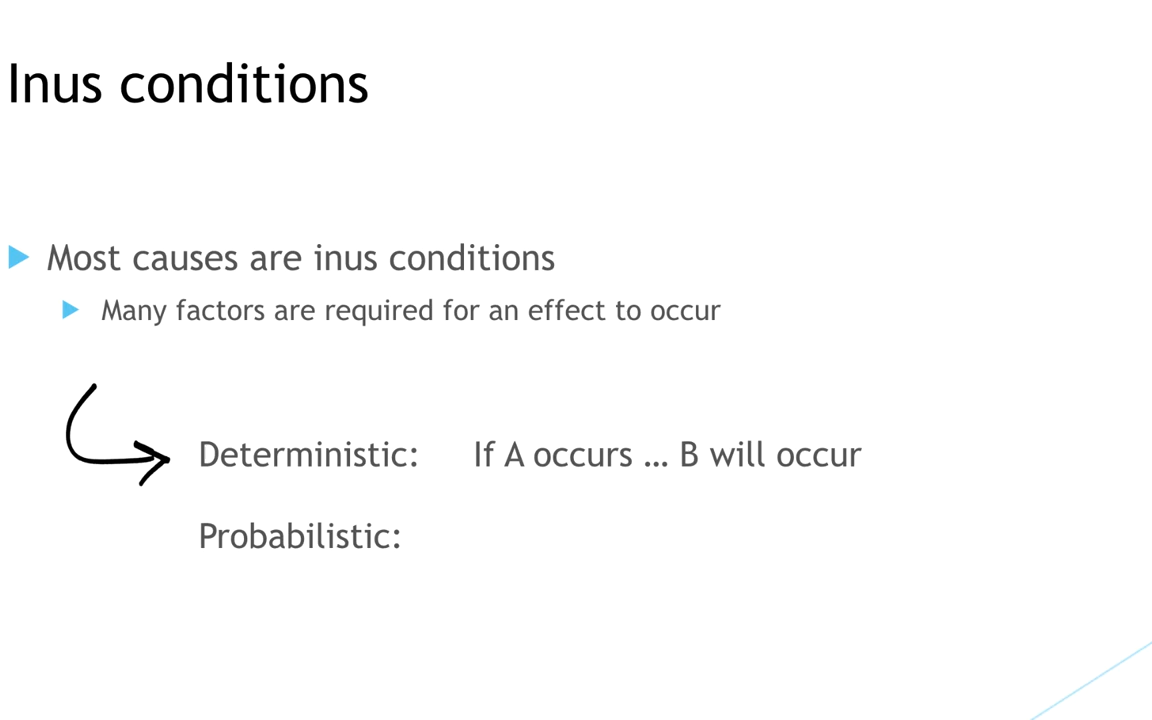 Inus conditions
Most causes are inus conditions
Many factors are required for an effect to occur
Deterministic: If A occurs … B will occur
Probabilistic: